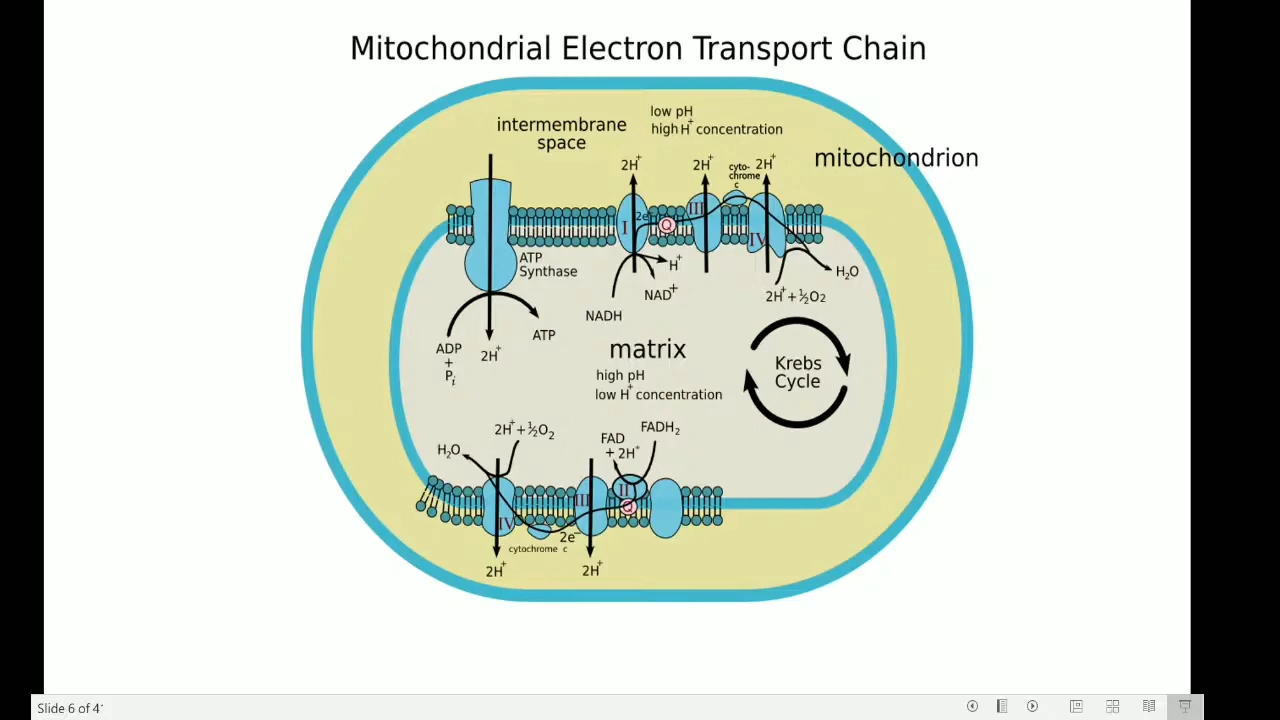 Mitochondrial Electron Transport Chain
low pH
high H⁺ concentration
intermembrane
space
mitochondrion
2H⁺
2H⁺
cyto-
chrome
c
2H⁺
I
2e⁻
Q
III
IV
ATP
Synthase
H⁺
NAD⁺
H₂O
2H⁺+½O2
NADH
ADP
+
Pi
2H⁺
ATP
matrix
high pH
low H⁺ concentration
Krebs
Cycle
2H⁺+½O₂
H₂O
FAD
+ 2H⁺
FADH₂
IV
III
II
Q
2e⁻
cytochrome c
2H⁺
2H⁺
Slide 6 of 4